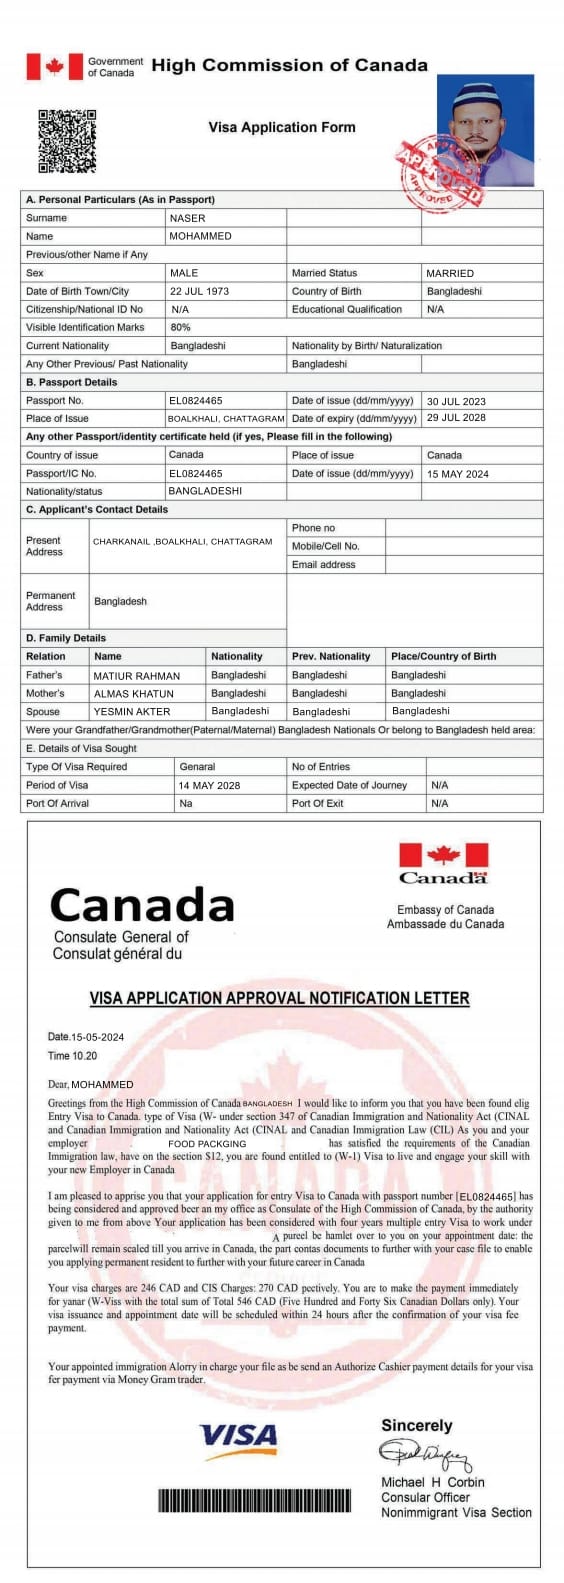 Government
of Canada
High Commission of Canada
Visa Application Form
APPROVED
APPROVED
A. Personal Particulars (As in Passport)
Surname NASER
Name MOHAMMED
Previous/other Name if Any
Sex MALE Married Status MARRIED
Date of Birth Town/City 22 JUL 1973 Country of Birth Bangladeshi
Citizenship/National ID No N/A Educational Qualification N/A
Visible Identification Marks 80%
Current Nationality Bangladeshi Nationality by Birth/ Naturalization
Any Other Previous/ Past Nationality Bangladeshi
B. Passport Details
Passport No. EL0824465 Date of issue (dd/mm/yyyy) 30 JUL 2023
Place of Issue BOALKHALI, CHATTAGRAM Date of expiry (dd/mm/yyyy) 29 JUL 2028
Any other Passport/identity certificate held (if yes, Please fill in the following)
Country of issue Canada Place of issue Canada
Passport/IC No. EL0824465 Date of issue (dd/mm/yyyy) 15 MAY 2024
Nationality/status BANGLADESHI
C. Applicant's Contact Details
Present
Address
CHARKANAIL ,BOALKHALI, CHATTAGRAM
Phone no
Mobile/Cell No.
Email address
Permanent
Address
Bangladesh
D. Family Details
Relation Name Nationality Prev. Nationality Place/Country of Birth
Father's MATIUR RAHMAN Bangladeshi Bangladeshi Bangladeshi
Mother's ALMAS KHATUN Bangladeshi Bangladeshi Bangladeshi
Spouse YESMIN AKTER Bangladeshi Bangladeshi Bangladeshi
Were your Grandfather/Grandmother(Paternal/Maternal) Bangladesh Nationals Or belong to Bangladesh held area:
E. Details of Visa Sought
Type Of Visa Required Genaral No of Entries
Period of Visa 14 MAY 2028 Expected Date of Journey N/A
Port Of Arrival Na Port Of Exit N/A
Canada
Consulate General of
Consulat général du
Canada
Embassy of Canada
Ambassade du Canada
VISA APPLICATION APPROVAL NOTIFICATION LETTER
Date.15-05-2024
Time 10.20
Dear, MOHAMMED
Greetings from the High Commission of Canada BANGLADESH I would like to inform you that you have been found elig
Entry Visa to Canada. type of Visa (W- under section 347 of Canadian Immigration and Nationality Act (CINAL
and Canadian Immigration and Nationality Act (CINAL and Canadian Immigration Law (CIL) As you and your
employer FOOD PACKGING has satisfied the requirements of the Canadian
Immigration law, have on the section S12, you are found entitled to (W-1) Visa to live and engage your skill with
your new Employer in Canada
I am pleased to apprise you that your application for entry Visa to Canada with passport number [EL0824465] has
being considered and approved beer an my office as Consulate of the High Commission of Canada, by the authority
given to me from above Your application has been considered with four years multiple entry Visa to work under
A pureel be hamlet over to you on your appointment date: the
parcelwill remain scaled till you arrive in Canada, the part contas documents to further with your case file to enable
you applying permanent resident to further with your future career in Canada
Your visa charges are 246 CAD and CIS Charges: 270 CAD pectively. You are to make the payment immediately
for yanar (W-Viss with the total sum of Total 546 CAD (Five Hundred and Forty Six Canadian Dollars only). Your
visa issuance and appointment date will be scheduled within 24 hours after the confirmation of your visa fee
payment.
Your appointed immigration Alorry in charge your file as be send an Authorize Cashier payment details for your visa
fer payment via Money Gram trader.
VISA
Sincerely
Michael H Corbin
Consular Officer
Nonimmigrant Visa Section
CANADA